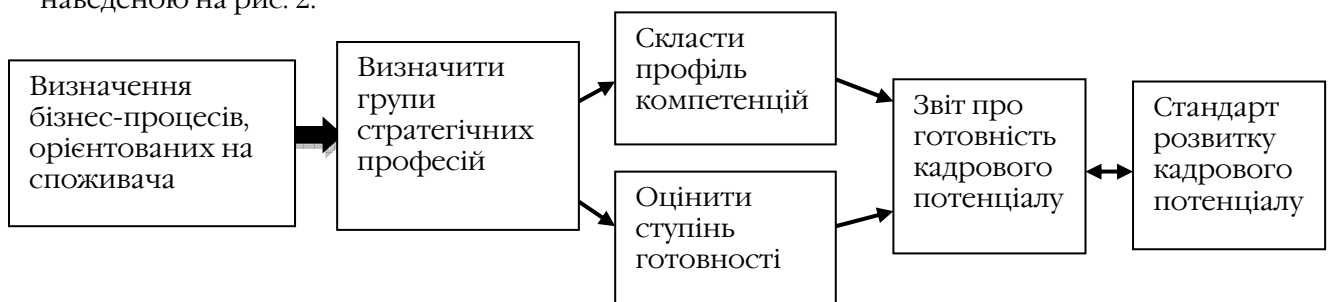 наведеною на рис. 2.
Визначення
бізнес-процесів,
орієнтованих на
споживача
Визначити
групи
стратегічних
професій
Скласти
профіль
компетенцій
Оцінити
ступінь
готовності
Звіт про
готовність
кадрового
потенціалу
Стандарт
розвитку
кадрового
потенціалу